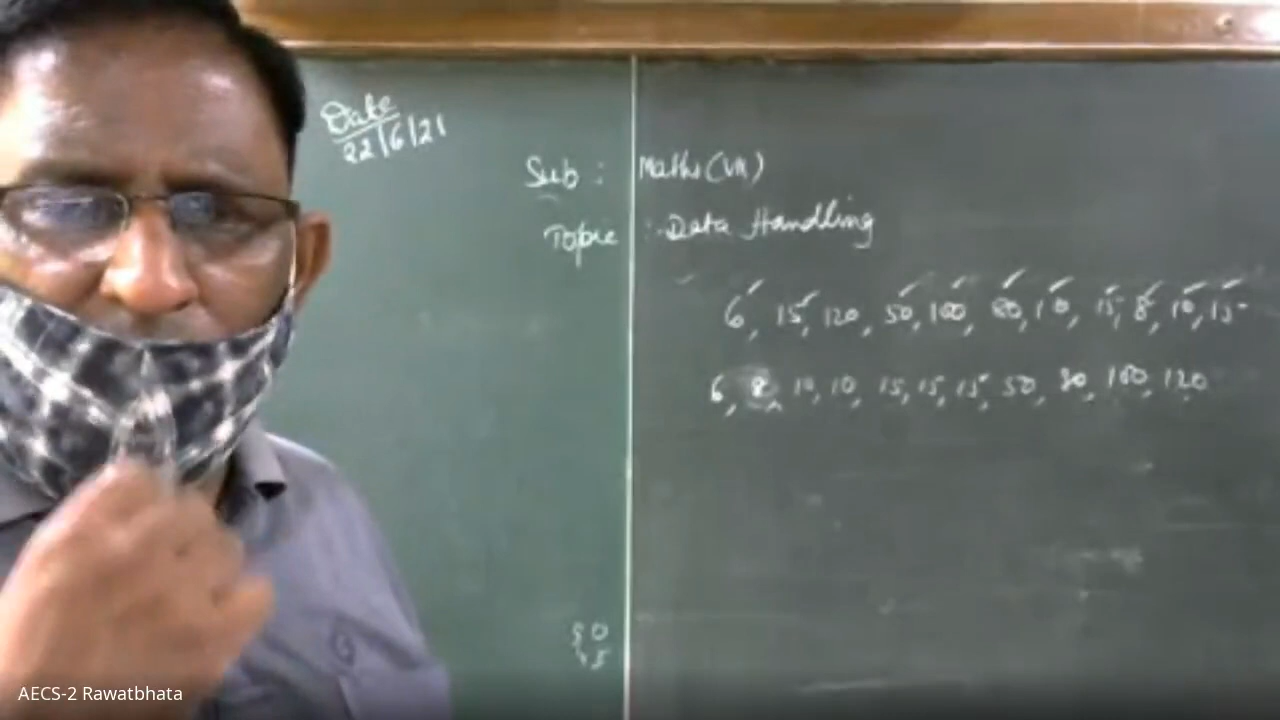 Date
22/6/21
Sub : Maths (VII)
Topic : Data Handling
6, 15, 120, 50, 100, 80, 10, 15, 8, 10, 15
6, 8, 10, 10, 15, 15, 15, 50, 80, 100, 120
AECS-2 Rawatbhata